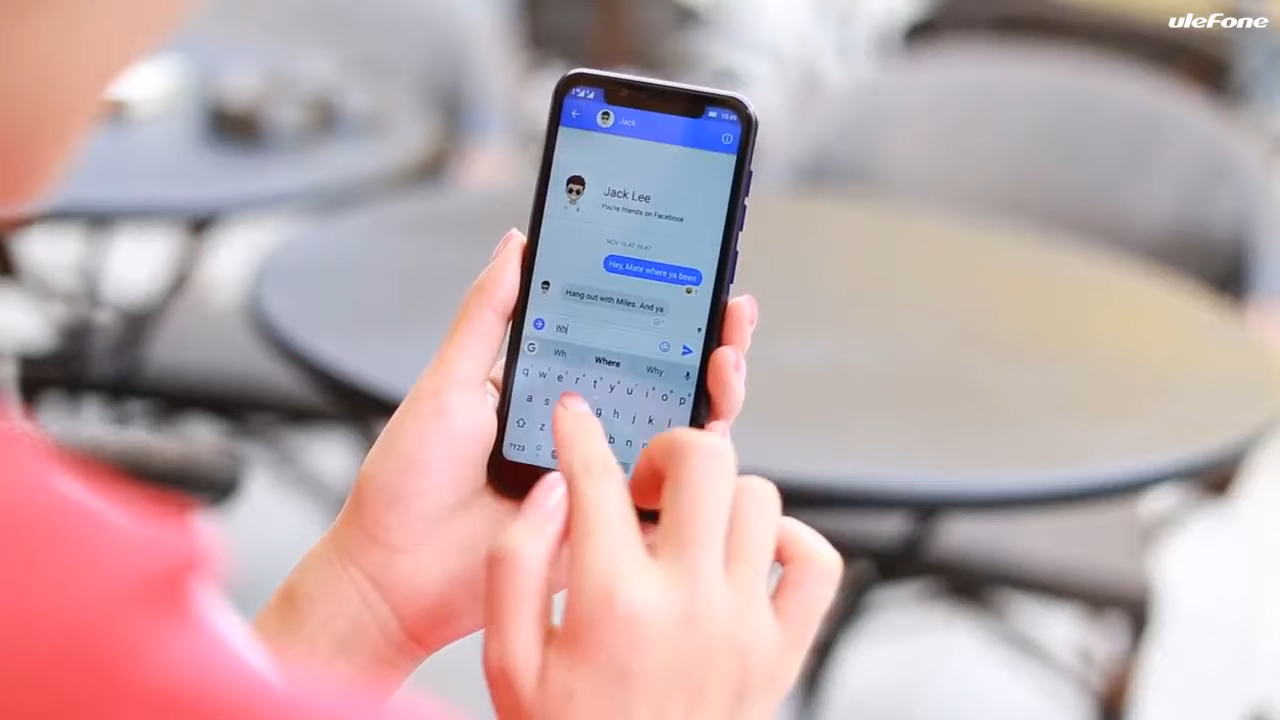 uleFone
Jack
Jack Lee
You're friends on Facebook
Hey, Mate where ya been
Hang out with Miles. And ya
Wh
G Wh Where Why
q w e r t y u i o p
a s g h j k l
z b n
?123